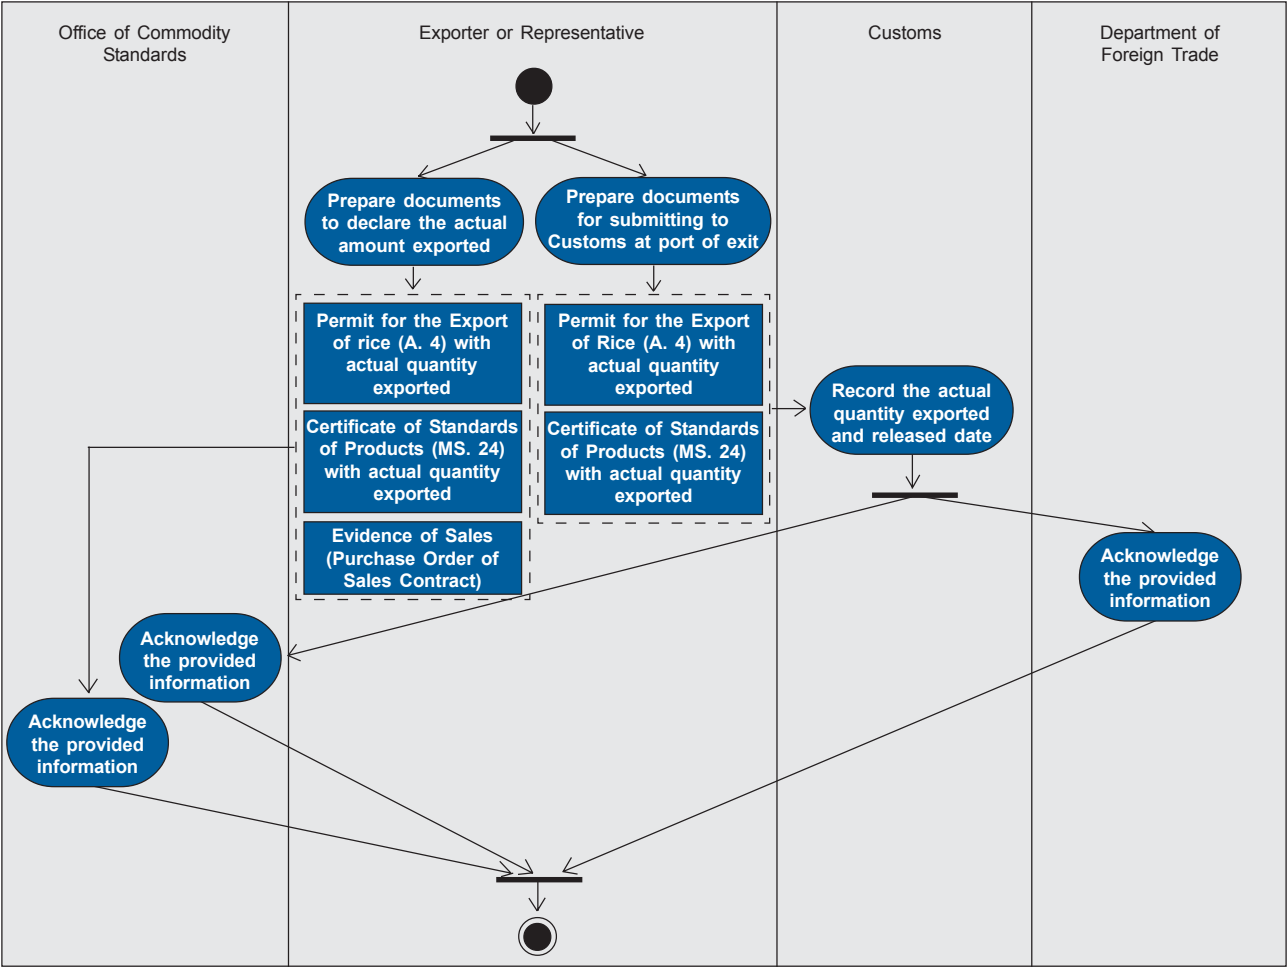 Office of Commodity
Standards
Exporter or Representative
Customs
Department of
Foreign Trade
Prepare documents
to declare the actual
amount exported
Prepare documents
for submitting to
Customs at port of exit
Permit for the Export
of rice (A. 4) with
actual quantity
exported
Certificate of Standards
of Products (MS. 24)
with actual quantity
exported
Evidence of Sales
(Purchase Order of
Sales Contract)
Permit for the Export
of Rice (A. 4) with
actual quantity
exported
Certificate of Standards
of Products (MS. 24)
with actual quantity
exported
Record the actual
quantity exported
and released date
Acknowledge
the provided
information
Acknowledge
the provided
information
Acknowledge
the provided
information